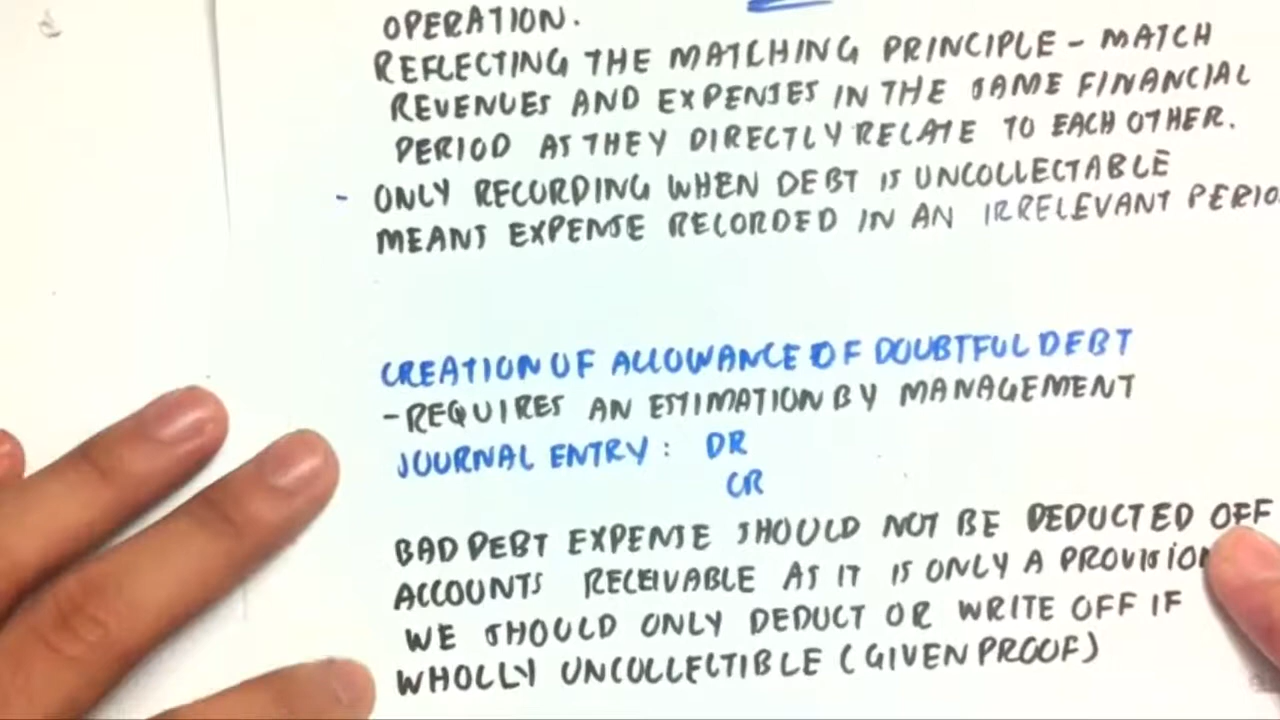 OPERATION.
REFLECTING THE MATCHING PRINCIPLE - MATCH
REVENUES AND EXPENSES IN THE SAME FINANCIAL
PERIOD AS THEY DIRECTLY RELATE TO EACH OTHER.
- ONLY RECORDING WHEN DEBT IS UNCOLLECTABLE
MEANS EXPENSE RECORDED IN AN IRRELEVANT PERIO
CREATION OF ALLOWANCE OF DOUBTFUL DEBT
- REQUIRES AN ESTIMATION BY MANAGEMENT
JOURNAL ENTRY : DR
CR
BAD DEBT EXPENSE SHOULD NOT BE DEDUCTED OFF
ACCOUNTS RECEIVABLE AS IT IS ONLY A PROVISION
WE SHOULD ONLY DEDUCT OR WRITE OFF IF
WHOLLY UNCOLLECTIBLE (GIVEN PROOF)